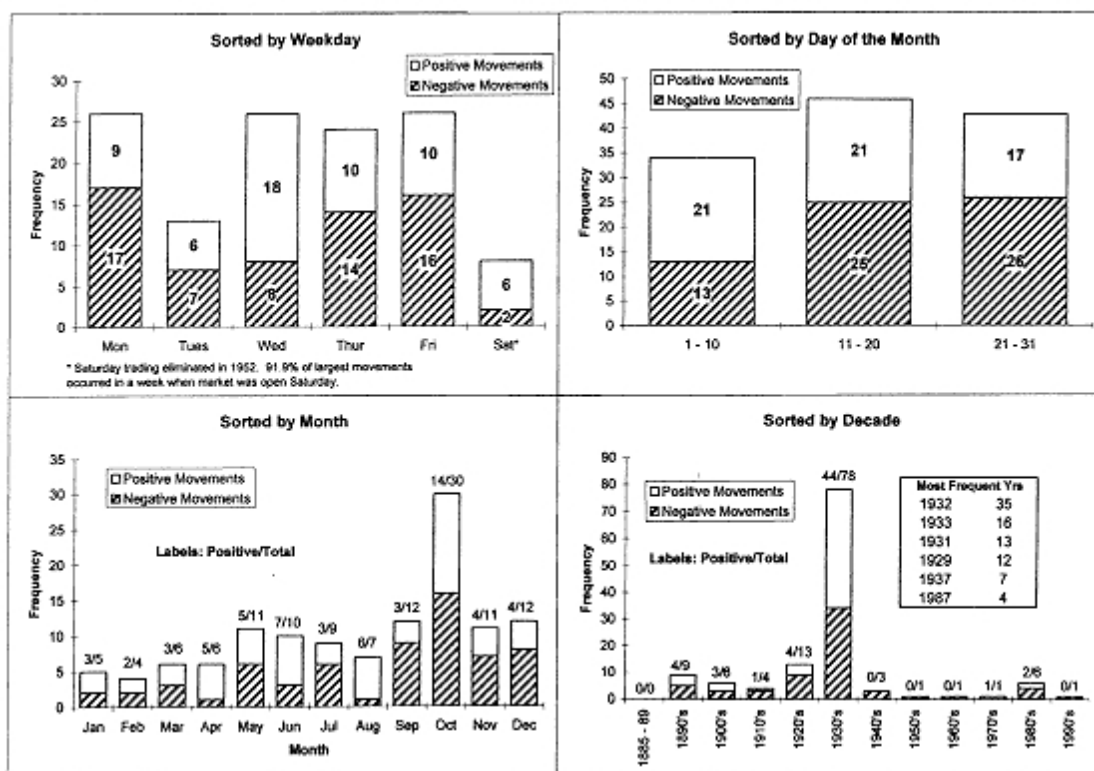 Sorted by Weekday
Positive Movements
Negative Movements
Frequency
30
25
20
15
10
5
0
9
17
6
7
18
8
10
14
10
16
6
2
Mon Tues Wed Thur Fri Sat*
* Saturday trading eliminated in 1952. 91.9% of largest movements
occurred in a week when market was open Saturday.
Sorted by Day of the Month
Positive Movements
Negative Movements
Frequency
50
45
40
35
30
25
20
15
10
5
0
21
13
21
25
17
26
1 - 10 11 - 20 21 - 31
Sorted by Month
Positive Movements
Negative Movements
Labels: Positive/Total
Frequency
35
30
25
20
15
10
5
0
3/5 2/4 3/6 5/6 5/11 7/10 3/9 6/7 3/12 14/30 4/11 4/12
Jan Feb Mar Apr May Jun Jul Aug Sep Oct Nov Dec
Month
Sorted by Decade
Positive Movements
Negative Movements
Labels: Positive/Total
Frequency
90
80
70
60
50
40
30
20
10
0
0/0 4/9 3/6 1/4 4/13 44/78 0/3 0/1 0/1 1/1 2/6 0/1
1885 - 89 1890's 1900's 1910's 1920's 1930's 1940's 1950's 1960's 1970's 1980's 1990's
Most Frequent Yrs
1932 35
1933 16
1931 13
1929 12
1937 7
1987 4